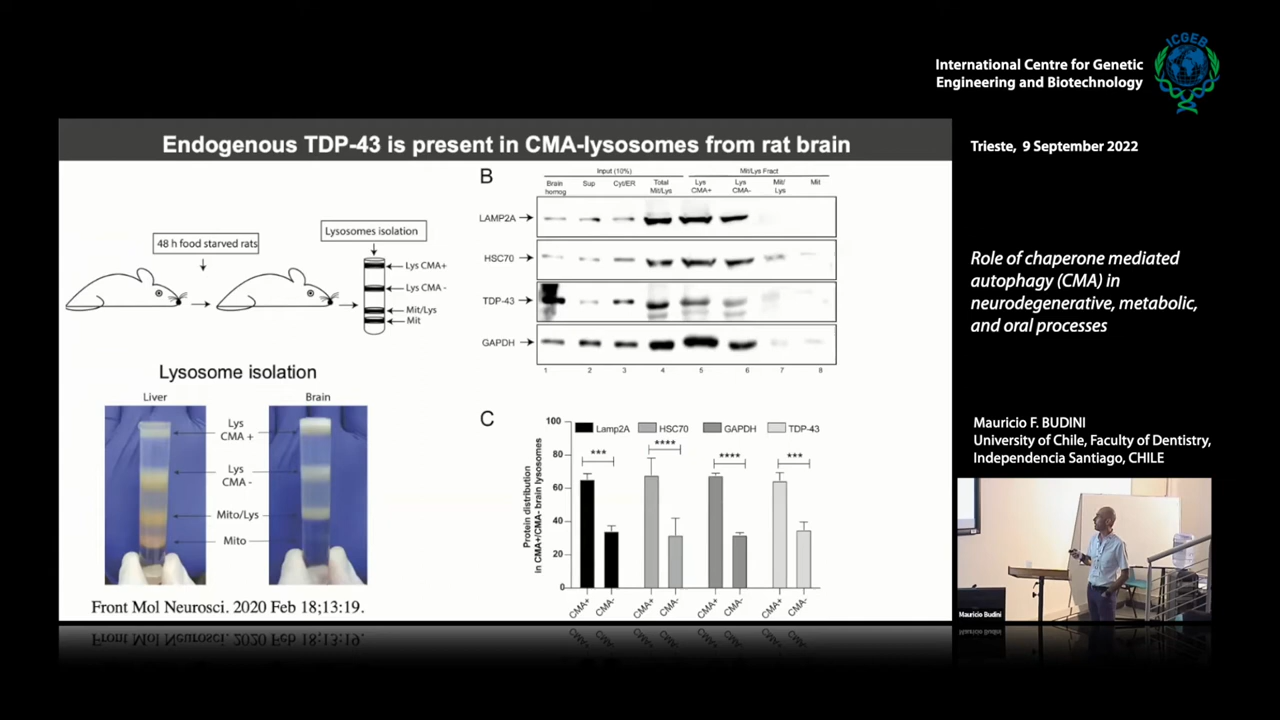 ICGEB
International Centre for Genetic
Engineering and Biotechnology
Trieste, 9 September 2022
Role of chaperone mediated
autophagy (CMA) in
neurodegenerative, metabolic,
and oral processes
Mauricio F. BUDINI
University of Chile, Faculty of Dentistry,
Independencia Santiago, CHILE
Mauricio Budini
Endogenous TDP-43 is present in CMA-lysosomes from rat brain
48 h food starved rats
Lysosomes isolation
Lys CMA+
Lys CMA -
Mit/Lys
Mit
Lysosome isolation
Liver
Brain
Lys
CMA +
Lys
CMA -
Mito/Lys
Mito
Front Mol Neurosci. 2020 Feb 18;13:19.
B
Input (10%)
Mit/Lys Fract
Brain
homog
Sup
Cyt/ER
Total
Mit/Lys
Lys
CMA+
Lys
CMA-
Mit/
Lys
Mit
LAMP2A
HSC70
TDP-43
GAPDH
1 2 3 4 5 6 7 8
C
Protein distribution
in CMA+/CMA- brain lysosomes
100
80
60
40
20
0
Lamp2A HSC70 GAPDH TDP-43
*** **** **** ***
CMA+ CMA- CMA+ CMA- CMA+ CMA- CMA+ CMA-